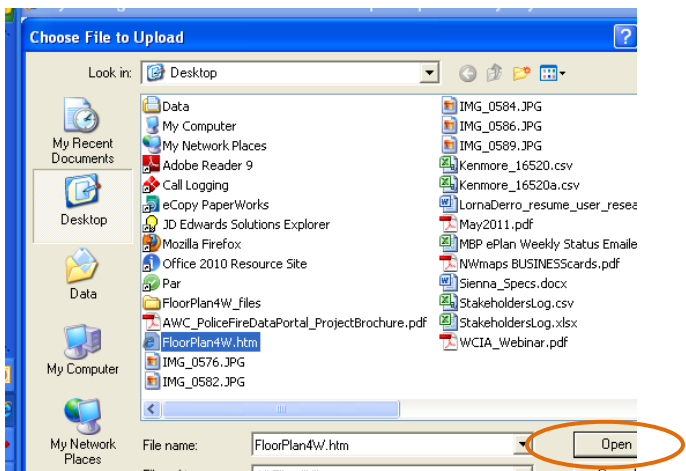 Choose File to Upload
?
Look in:
Desktop
My Recent
Documents
Desktop
Data
My Computer
My Network
Places
Data
My Computer
My Network Places
Adobe Reader 9
Call Logging
eCopy PaperWorks
JD Edwards Solutions Explorer
Mozilla Firefox
Office 2010 Resource Site
Par
FloorPlan4W_files
AWC_PoliceFireDataPortal_ProjectBrochure.pdf
FloorPlan4W.htm
IMG_0576.JPG
IMG_0582.JPG
IMG_0584.JPG
IMG_0586.JPG
IMG_0589.JPG
Kenmore_16520.csv
Kenmore_16520a.csv
LornaDerro_resume_user_resea
May2011.pdf
MBP ePlan Weekly Status Emaile
NWmaps BUSINESScards.pdf
Sienna_Specs.docx
StakeholdersLog.csv
StakeholdersLog.xlsx
WCIA_Webinar.pdf
File name:
FloorPlan4W.htm
Open